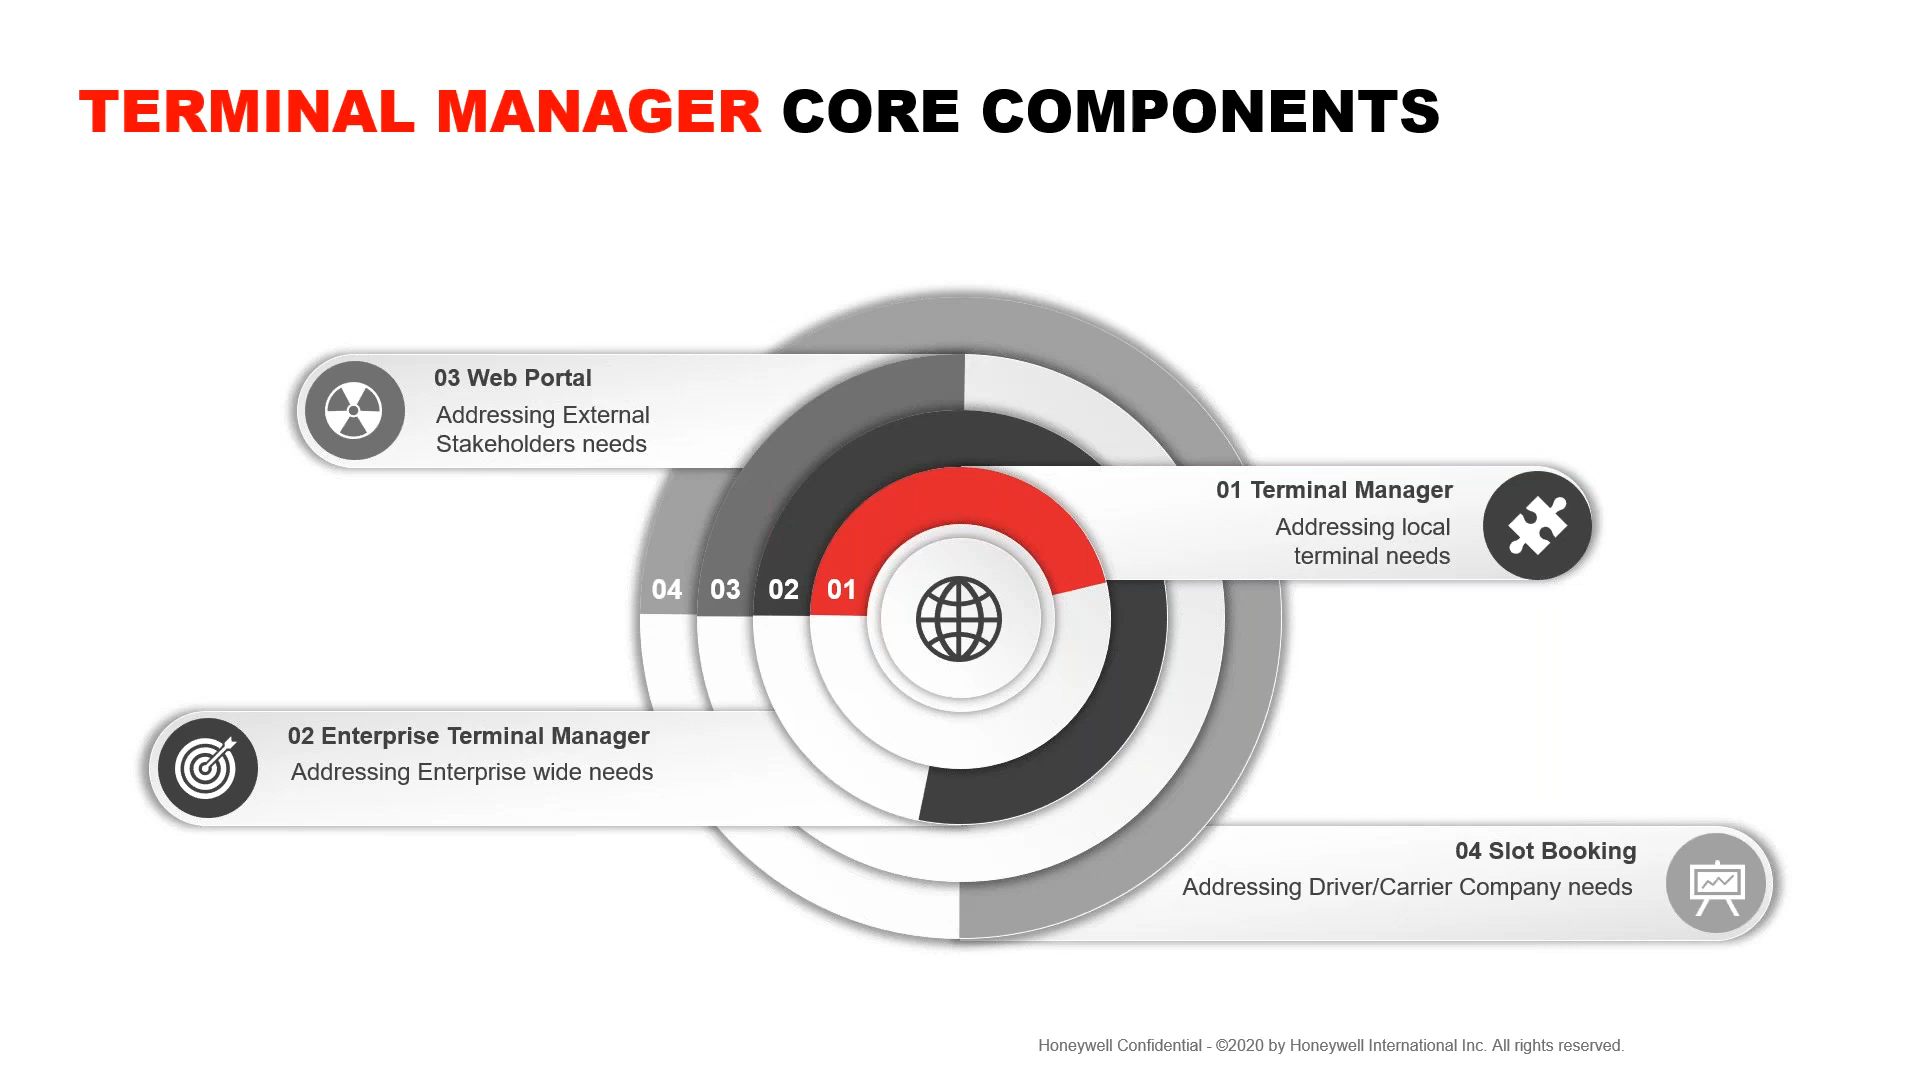 TERMINAL MANAGER CORE COMPONENTS
03 Web Portal
Addressing External
Stakeholders needs
01 Terminal Manager
Addressing local
terminal needs
04 03 02 01
02 Enterprise Terminal Manager
Addressing Enterprise wide needs
04 Slot Booking
Addressing Driver/Carrier Company needs
Honeywell Confidential - ©2020 by Honeywell International Inc. All rights reserved.